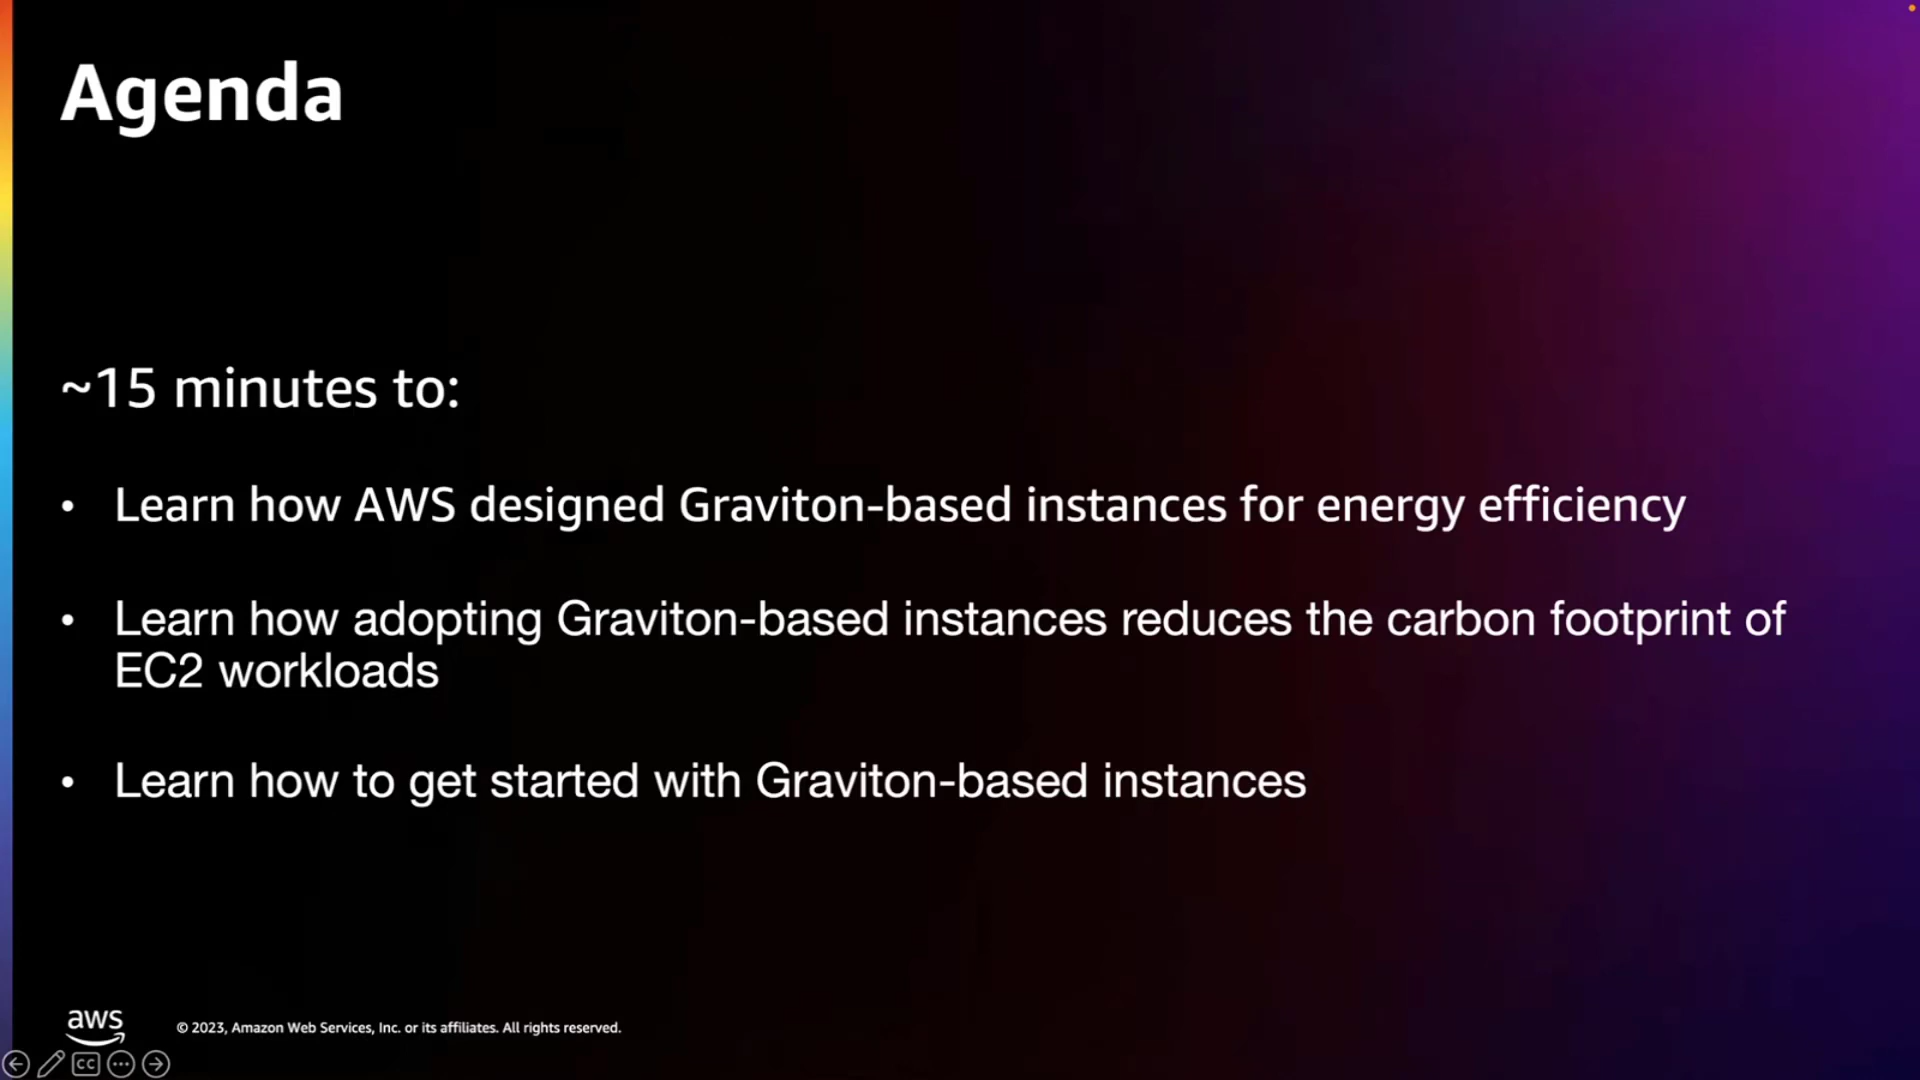 Agenda
~15 minutes to:
• Learn how AWS designed Graviton-based instances for energy efficiency
• Learn how adopting Graviton-based instances reduces the carbon footprint of
EC2 workloads
• Learn how to get started with Graviton-based instances
aws
© 2023, Amazon Web Services, Inc. or its affiliates. All rights reserved.
CC